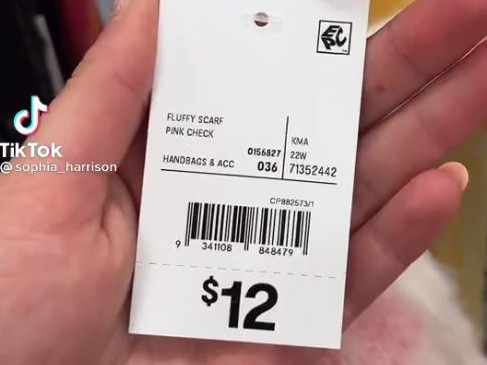 EPC
FLUFFY SCARF
PINK CHECK
0156827
HANDBAGS & ACC 036
KMA
22W
71352442
CP882573/1
9 341108 848479
$12
TikTok
@sophia_harrison